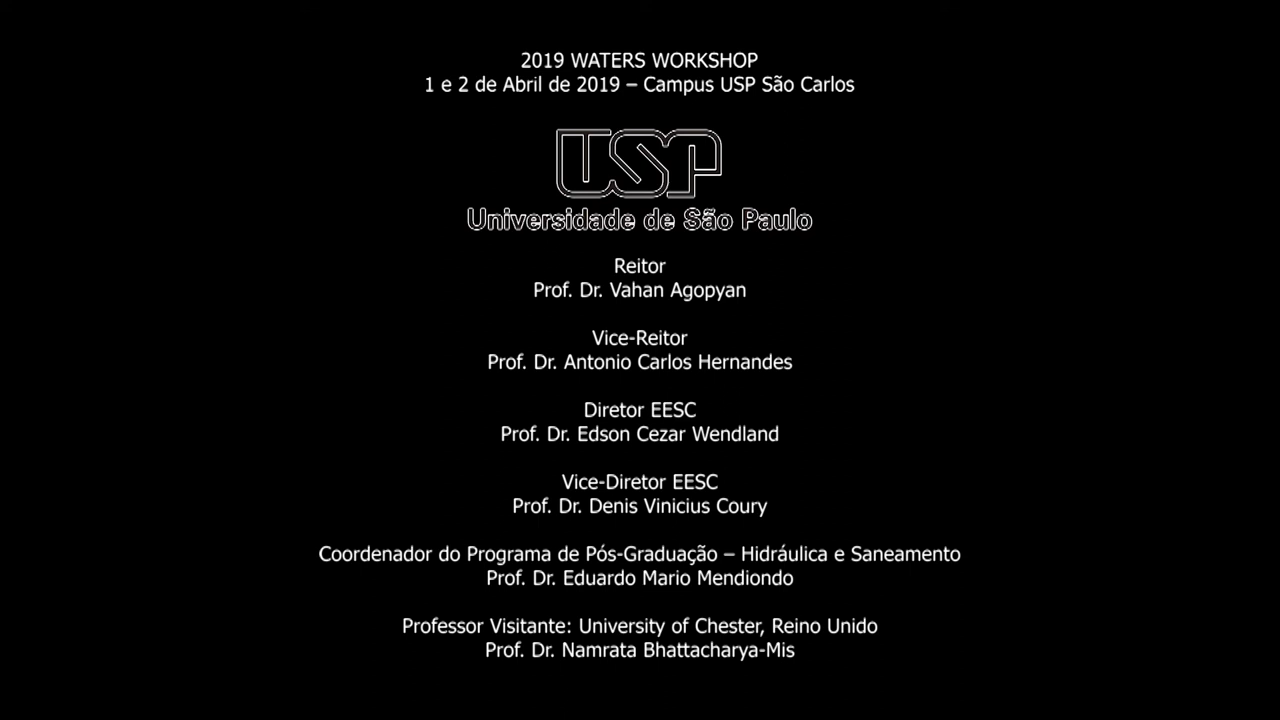 2019 WATERS WORKSHOP
1 e 2 de Abril de 2019 – Campus USP São Carlos
USP
Universidade de São Paulo
Reitor
Prof. Dr. Vahan Agopyan
Vice-Reitor
Prof. Dr. Antonio Carlos Hernandes
Diretor EESC
Prof. Dr. Edson Cezar Wendland
Vice-Diretor EESC
Prof. Dr. Denis Vinicius Coury
Coordenador do Programa de Pós-Graduação – Hidráulica e Saneamento
Prof. Dr. Eduardo Mario Mendiondo
Professor Visitante: University of Chester, Reino Unido
Prof. Dr. Namrata Bhattacharya-Mis